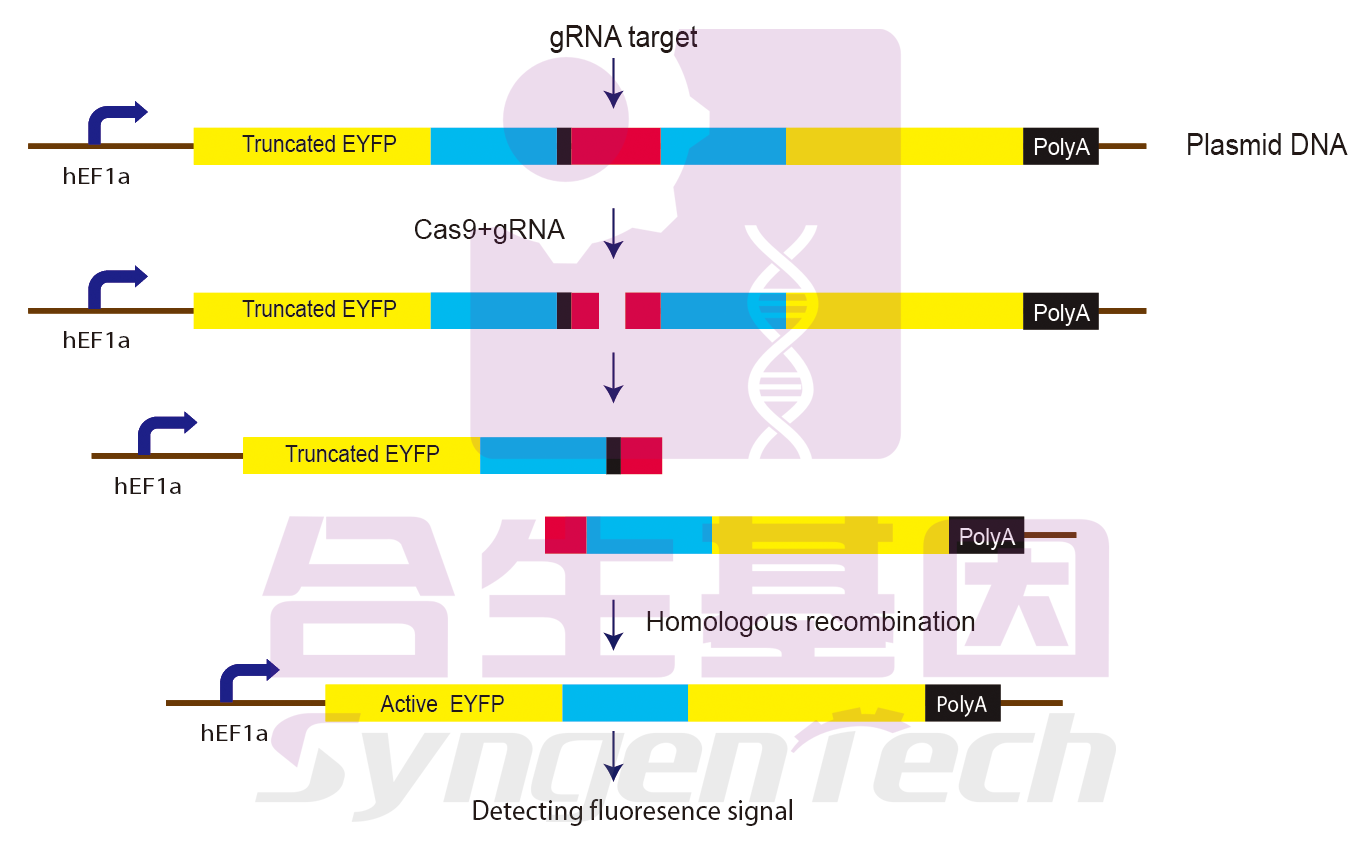 gRNA target
Truncated EYFP
PolyA
Plasmid DNA
hEF1a
Cas9+gRNA
Truncated EYFP
PolyA
hEF1a
Truncated EYFP
hEF1a
PolyA
合生基因
Homologous recombination
Active EYFP
PolyA
hEF1a
SyngenTech
Detecting fluoresence signal